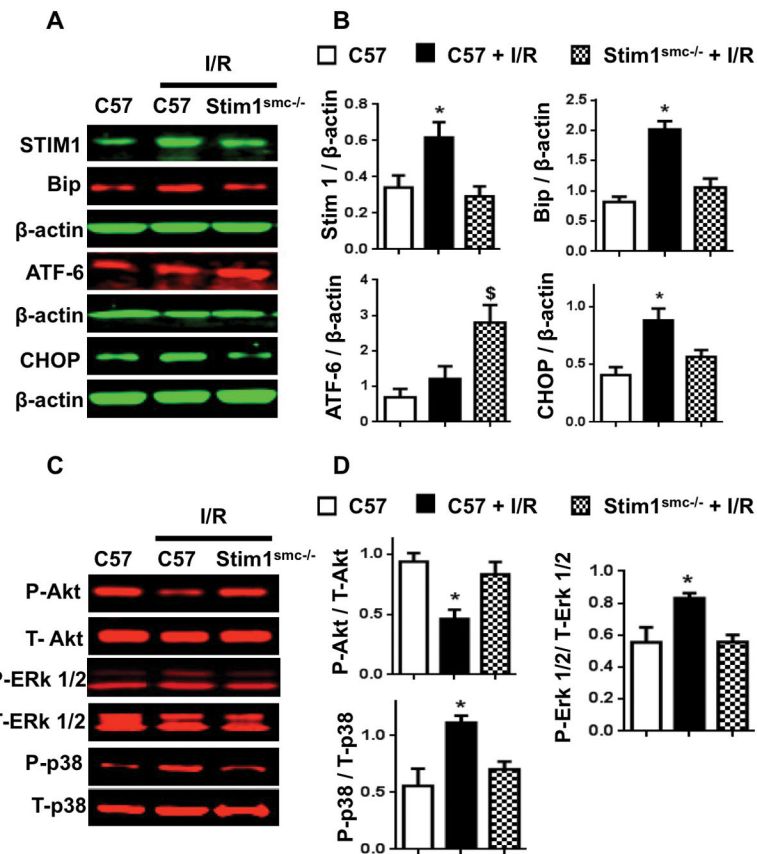 A
I/R
C57 C57 Stim1smc-/-
STIM1
Bip
β-actin
ATF-6
β-actin
CHOP
β-actin
B
C57 C57 + I/R Stim1smc-/- + I/R
Stim 1 / β-actin
0.8
0.6
0.4
0.2
0
*
Bip / β-actin
2.5
2.0
1.5
1.0
0.5
0.0
*
ATF-6 / β-actin
4
3
2
1
0
$
CHOP / β-actin
1.0
0.5
0.0
*
C
I/R
C57 C57 Stim1smc-/-
P-Akt
T- Akt
P-ERk 1/2
T-ERk 1/2
P-p38
T-p38
D
C57 C57 + I/R Stim1smc-/- + I/R
P-Akt / T-Akt
1.0
0.5
0.0
*
P-Erk 1/2/ T-Erk 1/2
1.0
0.8
0.6
0.4
0.2
0.0
*
P-p38 / T-p38
1.0
0.5
0.0
*